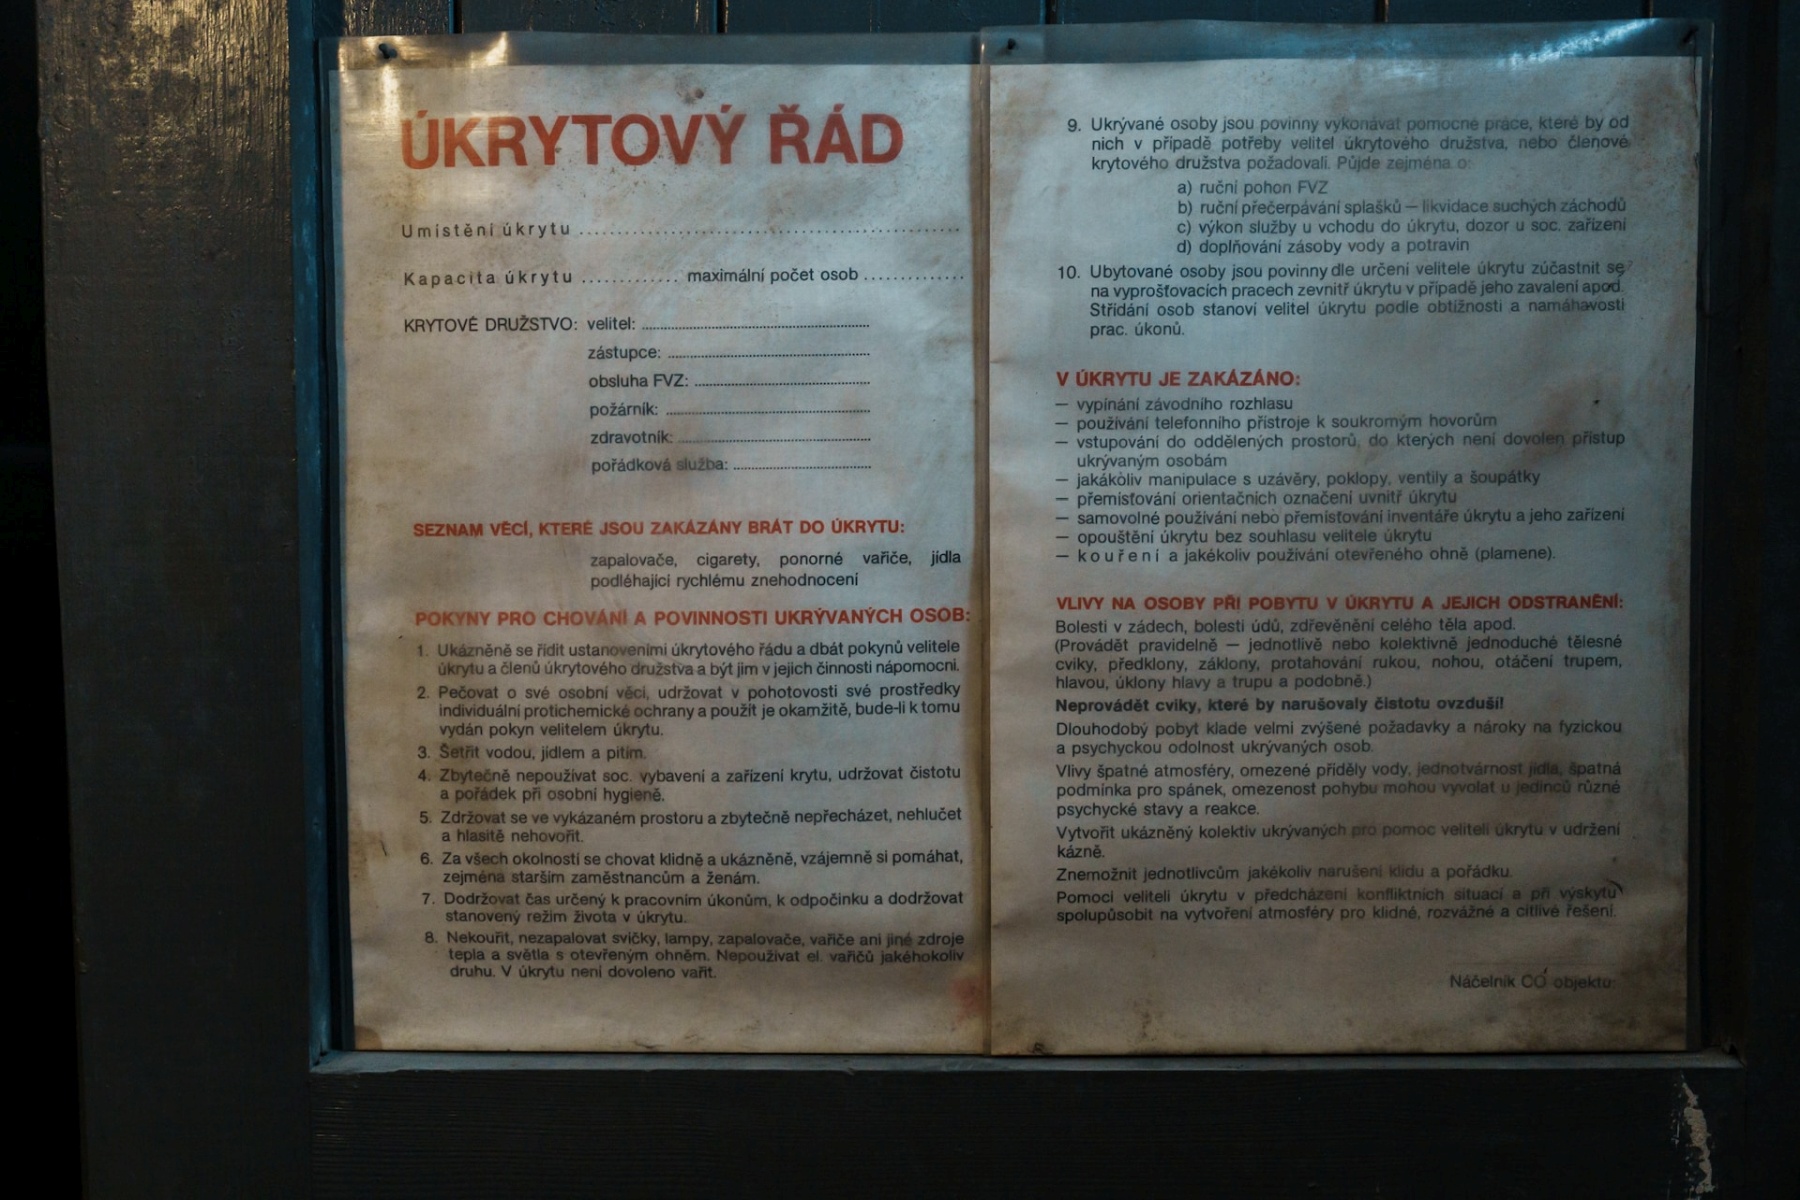 ÚKRYTOVÝ ŘÁD
Umístění úkrytu ................................................
Kapacita úkrytu ............. maximální počet osob ..............
KRYTOVÉ DRUŽSTVO: velitel: ................................................
zástupce: ................................................
obsluha FVZ: ................................................
požárník: ................................................
zdravotník: ................................................
pořádková služba: ................................................
SEZNAM VĚCÍ, KTERÉ JSOU ZAKÁZÁNY BRÁT DO ÚKRYTU:
zapalovače, cigarety, ponorné vařiče, jídla
podléhající rychlému znehodnocení
POKYNY PRO CHOVÁNÍ A POVINNOSTI UKRÝVANÝCH OSOB:
1. Ukázněně se řídit ustanoveními úkrytového řádu a dbát pokynů velitele
úkrytu a členů úkrytového družstva a být jim v jejich činnosti nápomocni.
2. Pečovat o své osobní věci, udržovat v pohotovosti své prostředky
individuální protichemické ochrany a použít je okamžitě, bude-li k tomu
vydán pokyn velitelem úkrytu.
3. Šetřit vodou, jídlem a pitím.
4. Zbytečně nepoužívat soc. vybavení a zařízení krytu, udržovat čistotu
a pořádek při osobní hygieně.
5. Zdržovat se ve vykázaném prostoru a zbytečně nepřecházet, nehlučet
a hlasitě nehovořit.
6. Za všech okolností se chovat klidně a ukázněně, vzájemně si pomáhat,
zejména starším zaměstnancům a ženám.
7. Dodržovat čas určený k pracovním úkonům, k odpočinku a dodržovat
stanovený režim života v úkrytu.
8. Nekouřit, nezapalovat svíčky, lampy, zapalovače, vařiče ani jiné zdroje
tepla a světla s otevřeným ohněm. Nepoužívat el. vařičů jakéhokoliv
druhu. V úkrytu není dovoleno vařit.
9. Ukrývané osoby jsou povinny vykonávat pomocné práce, které by od
nich v případě potřeby velitel úkrytového družstva, nebo členové
krytového družstva požadovali. Půjde zejména o:
a) ruční pohon FVZ
b) ruční přečerpávání splašků — likvidace suchých záchodů
c) výkon služby u vchodu do úkrytu, dozor u soc. zařízení
d) doplňování zásoby vody a potravin
10. Ubytované osoby jsou povinny dle určení velitele úkrytu zúčastnit se
na vyprošťovacích pracech zevnitř úkrytu v případě jeho zavalení apod.
Střídání osob stanoví velitel úkrytu podle obtížnosti a namáhavosti
prac. úkonů.
V ÚKRYTU JE ZAKÁZÁNO:
— vypínání závodního rozhlasu
— používání telefonního přístroje k soukromým hovorům
— vstupování do oddělených prostorů, do kterých není dovolen přístup
ukrývaným osobám
— jakákoliv manipulace s uzávěry, poklopy, ventily a šoupátky
— přemisťování orientačních označení uvnitř úkrytu
— samovolné používání nebo přemisťování inventáře úkrytu a jeho zařízení
— opouštění úkrytu bez souhlasu velitele úkrytu
— kouření a jakékoliv používání otevřeného ohně (plamene).
VLIVY NA OSOBY PŘI POBYTU V ÚKRYTU A JEJICH ODSTRANĚNÍ:
Bolesti v zádech, bolesti údů, zdřevěnění celého těla apod.
(Provádět pravidelně — jednotlivě nebo kolektivně jednoduché tělesné
cviky, předklony, záklony, protahování rukou, nohou, otáčení trupem,
hlavou, úklony hlavy a trupu a podobně.)
Neprovádět cviky, které by narušovaly čistotu ovzduší!
Dlouhodobý pobyt klade velmi zvýšené požadavky a nároky na fyzickou
a psychyckou odolnost ukrývaných osob.
Vlivy špatné atmosféry, omezené příděly vody, jednotvárnost jídla, špatná
podmínka pro spánek, omezenost pohybu mohou vyvolat u jedinců různé
psychycké stavy a reakce.
Vytvořit ukázněný kolektiv ukrývaných pro pomoc veliteli úkrytu v udržení
kázně.
Znemožnit jednotlivcům jakékoliv narušení klidu a pořádku.
Pomoci veliteli úkrytu v předcházení konfliktních situací a při výskytu
spolupůsobit na vytvoření atmosféry pro klidné, rozvážné a citlivé řešení.
Náčelník CO objektu: